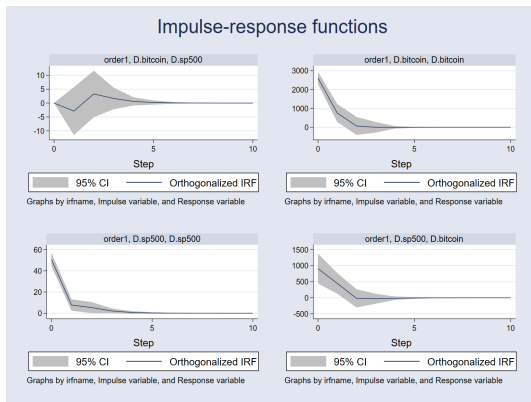 Impulse-response functions
order1, D.bitcoin, D.sp500
10
5
0
-5
-10
0
5
10
Step
95% CI
Orthogonalized IRF
Graphs by irfname, Impulse variable, and Response variable
order1, D.bitcoin, D.bitcoin
3000
2000
1000
0
0
5
10
Step
95% CI
Orthogonalized IRF
Graphs by irfname, Impulse variable, and Response variable
order1, D.sp500, D.sp500
60
40
20
0
0
5
10
Step
95% CI
Orthogonalized IRF
Graphs by irfname, Impulse variable, and Response variable
order1, D.sp500, D.bitcoin
1500
1000
500
0
-500
0
5
10
Step
95% CI
Orthogonalized IRF
Graphs by irfname, Impulse variable, and Response variable